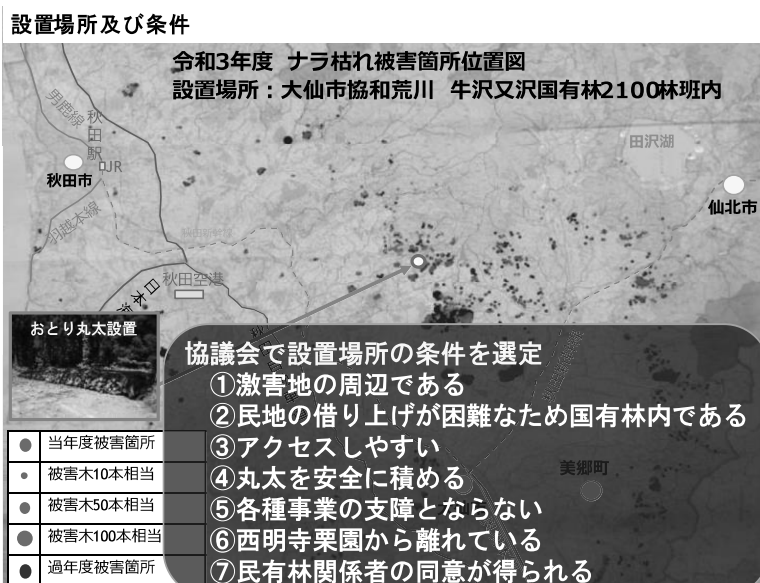 設置場所及び条件
令和3年度 ナラ枯れ被害箇所位置図
設置場所：大仙市協和荒川 牛沢又沢国有林2100林班内
男鹿線
秋田駅
JR
秋田市
羽越本線
田沢湖
仙北市
秋田空港
おとり丸太設置
協議会で設置場所の条件を選定
①激害地の周辺である
②民地の借り上げが困難なため国有林内である
③アクセスしやすい
④丸太を安全に積める
⑤各種事業の支障とならない
⑥西明寺栗園から離れている
⑦民有林関係者の同意が得られる
美郷町
当年度被害箇所
被害木10本相当
被害木50本相当
被害木100本相当
過年度被害箇所